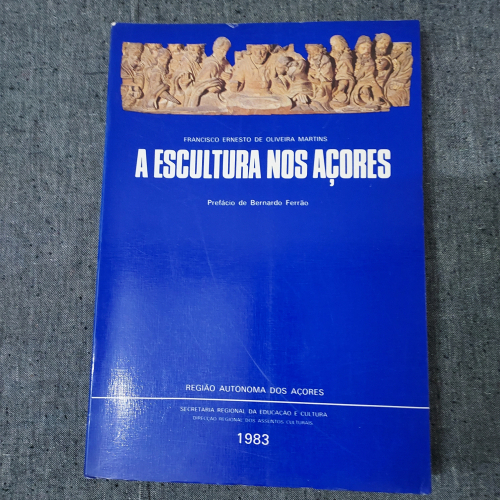 FRANCISCO ERNESTO DE OLIVEIRA MARTINS
A ESCULTURA NOS AÇORES
Prefácio de Bernardo Ferrão
REGIÃO AUTONOMA DOS AÇORES
SECRETARIA REGIONAL DA EDUCAÇÃO E CULTURA
DIRECÇÃO REGIONAL DOS ASSUNTOS CULTURAIS
1983